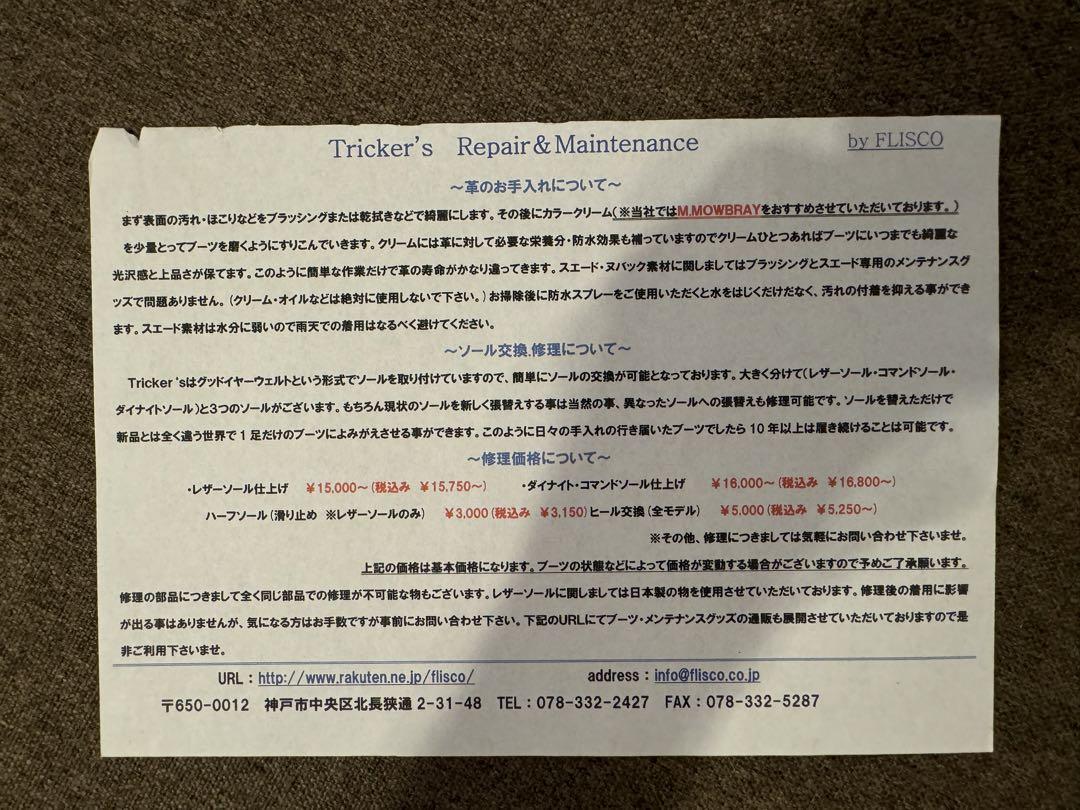 Tricker's Repair&Maintenance by FLISCO
～革のお手入れについて～
まず表面の汚れ・ほこりなどをブラッシングまたは乾拭きなどで綺麗にします。その後にカラークリーム(※当社ではM.MOWBRAYをおすすめさせていただいております。)
を少量とってブーツを磨くようにすりこんでいきます。クリームには革に対して必要な栄養分・防水効果も補っていますのでクリームひとつあればブーツにいつまでも綺麗な
光沢感と上品さが保てます。このように簡単な作業だけで革の寿命がかなり違ってきます。スエード・ヌバック素材に関しましてはブラッシングとスエード専用のメンテナンスグ
ッズで問題ありません。(クリーム・オイルなどは絶対に使用しないで下さい。)お掃除後に防水スプレーをご使用いただくと水をはじくだけだなく、汚れの付着を抑える事ができ
ます。スエード素材は水分に弱いので雨天での着用はなるべく避けてください。
～ソール交換.修理について～
Tricker‘sはグッドイヤーウェルトという形式でソールを取り付けていますので、簡単にソールの交換が可能となっております。大きく分けて(レザーソール・コマンドソール・
ダイナイトソール)と3つのソールがございます。もちろん現状のソールを新しく張替えする事は当然の事、異なったソールへの張替えも修理可能です。ソールを替えただけで
新品とは全く違う世界で1足だけのブーツによみがえさせる事ができます。このように日々の手入れの行き届いたブーツでしたら10年以上は履き続けることは可能です。
～修理価格について～
・レザーソール仕上げ ￥15,000～(税込み ￥15,750～) ・ダイナイト・コマンドソール仕上げ ￥16,000～(税込み ￥16,800～)
ハーフソール(滑り止め ※レザーソールのみ) ￥3,000(税込み ￥3,150)ヒール交換(全モデル) ￥5.000(税込み ￥5,250～)
※その他、修理につきましては気軽にお問い合わせ下さいませ。
上記の価格は基本価格になります。ブーツの状態などによって価格が変動する場合がございますので予めご了承願います。
修理の部品につきまして全く同じ部品での修理が不可能な物もございます。レザーソールに関しましては日本製の物を使用させていただいております。修理後の着用に影響
が出る事はありませんが、気になる方はお手数ですが事前にお問い合わせ下さい。下記のURLにてブーツ・メンテナンスグッズの通販も展開させていただいておりますので是
非ご利用下さいませ。
URL：http://www.rakuten.ne.jp/flisco/ address：info@flisco.co.jp
〒650-0012 神戸市中央区北長狭通2-31-48 TEL：078-332-2427 FAX：078-332-5287